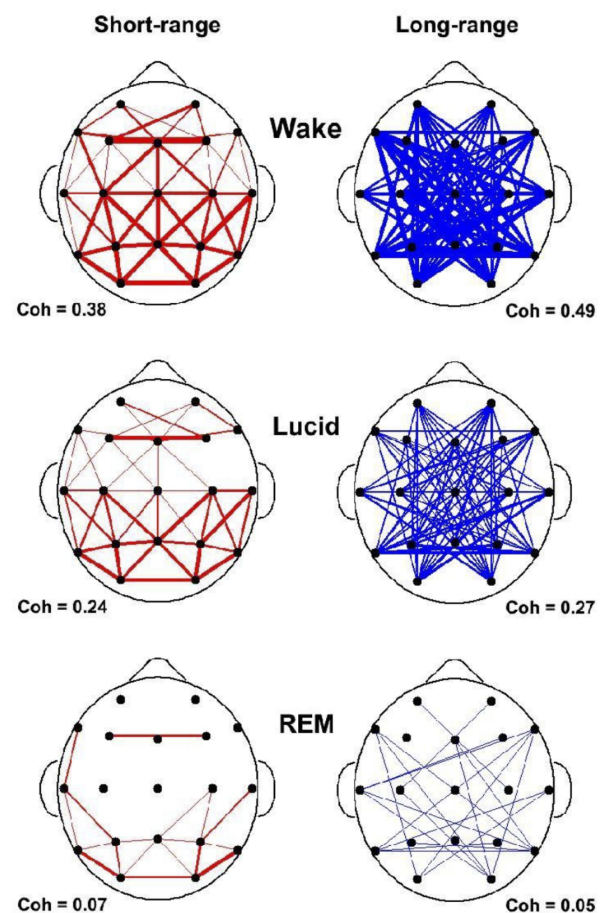 Short-range
Long-range
Wake
Coh = 0.38
Coh = 0.49
Lucid
Coh = 0.24
Coh = 0.27
REM
Coh = 0.07
Coh = 0.05